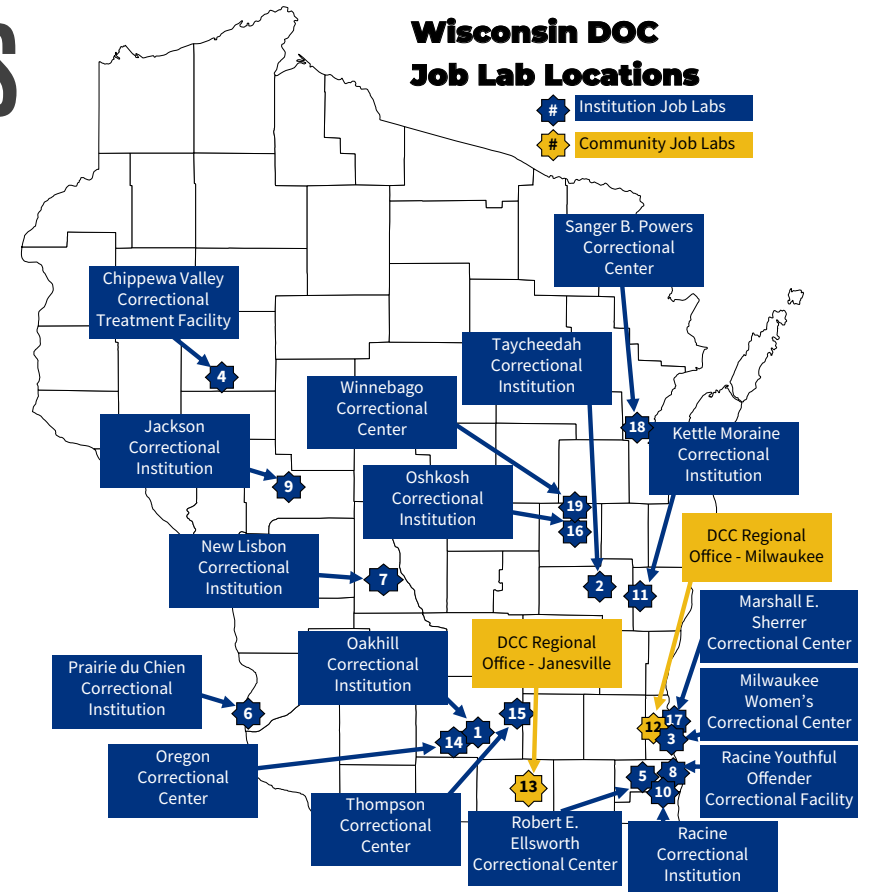 S
Wisconsin DOC
Job Lab Locations
# Institution Job Labs
# Community Job Labs
Sanger B. Powers
Correctional
Center
Chippewa Valley
Correctional
Treatment Facility
4
Taycheedah
Correctional
Institution
Winnebago
Correctional
Center
18
Jackson
Correctional
Institution
Kettle Moraine
Correctional
Institution
9
Oshkosh
Correctional
Institution
19
16
DCC Regional
Office - Milwaukee
New Lisbon
Correctional
Institution
7
2
11
Marshall E.
Sherrer
Correctional Center
Oakhill
Correctional
Institution
DCC Regional
Office - Janesville
Prairie du Chien
Correctional
Institution
6
Milwaukee
Women's
Correctional Center
15
1
14
12
17
3
Oregon
Correctional
Center
Racine Youthful
Offender
Correctional Facility
13
5
8
10
Thompson
Correctional
Center
Robert E.
Ellsworth
Correctional Center
Racine
Correctional
Institution